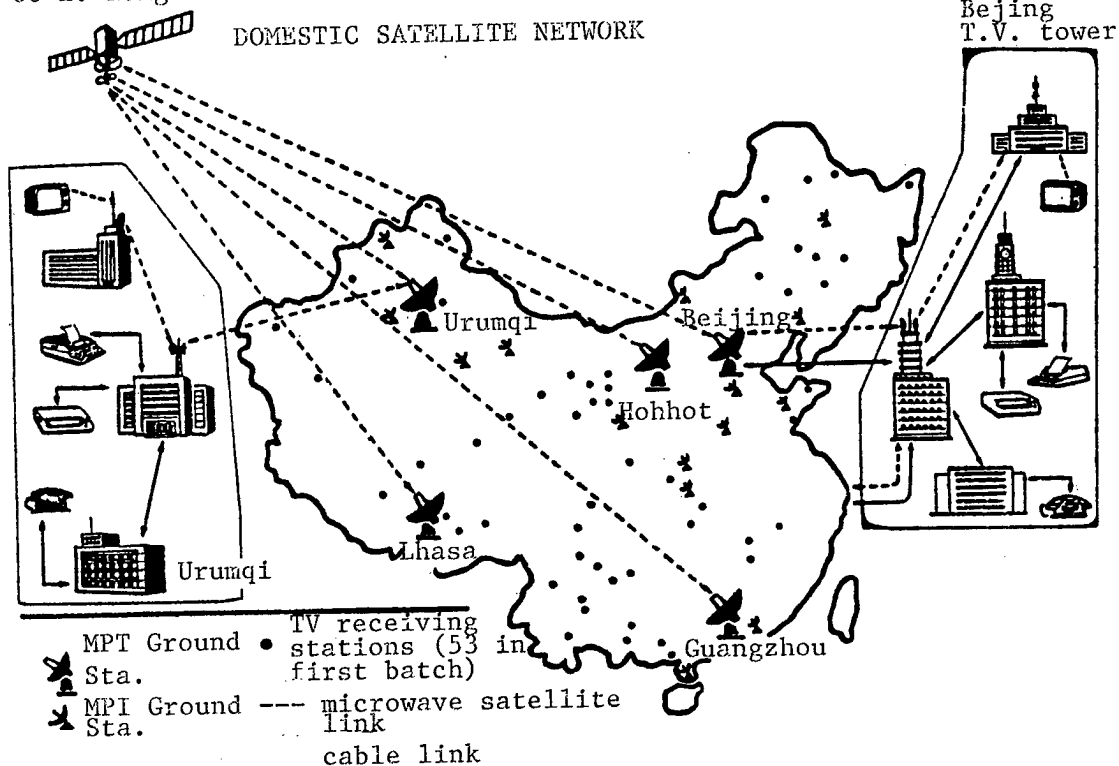 DOMESTIC SATELLITE NETWORK
Bejing
T.V. tower
Urumqi
Beijing
Hohhot
Lhasa
Urumqi
Guangzhou
MPT Ground
Sta.
TV receiving
stations (53 in
first batch)
MPI Ground
Sta.
--- microwave satellite
link
cable link